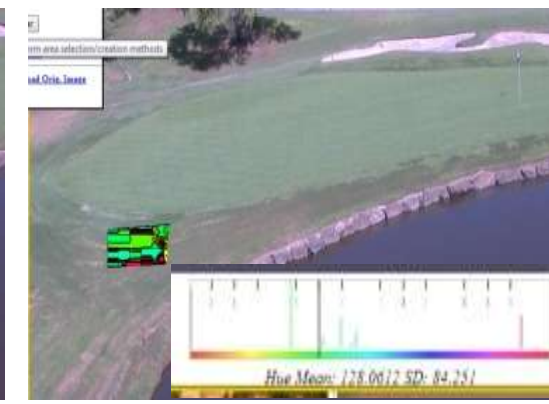 orm area selection/creation methods
ad Orig. Image
Hue Mean: 128.0612 SD: 84.251